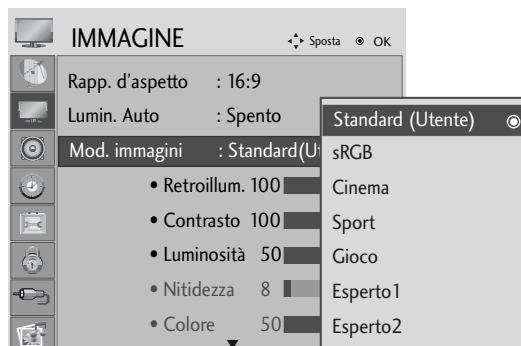 IMMAGINE
Sposta OK
Rapp. d'aspetto : 16:9
Lumin. Auto : Spento
Mod. immagini : Standard(Ut
• Retroillum. 100
• Contrasto 100
• Luminosità 50
• Nitidezza 8
• Colore 50
Standard (Utente)
sRGB
Cinema
Sport
Gioco
Esperto1
Esperto2